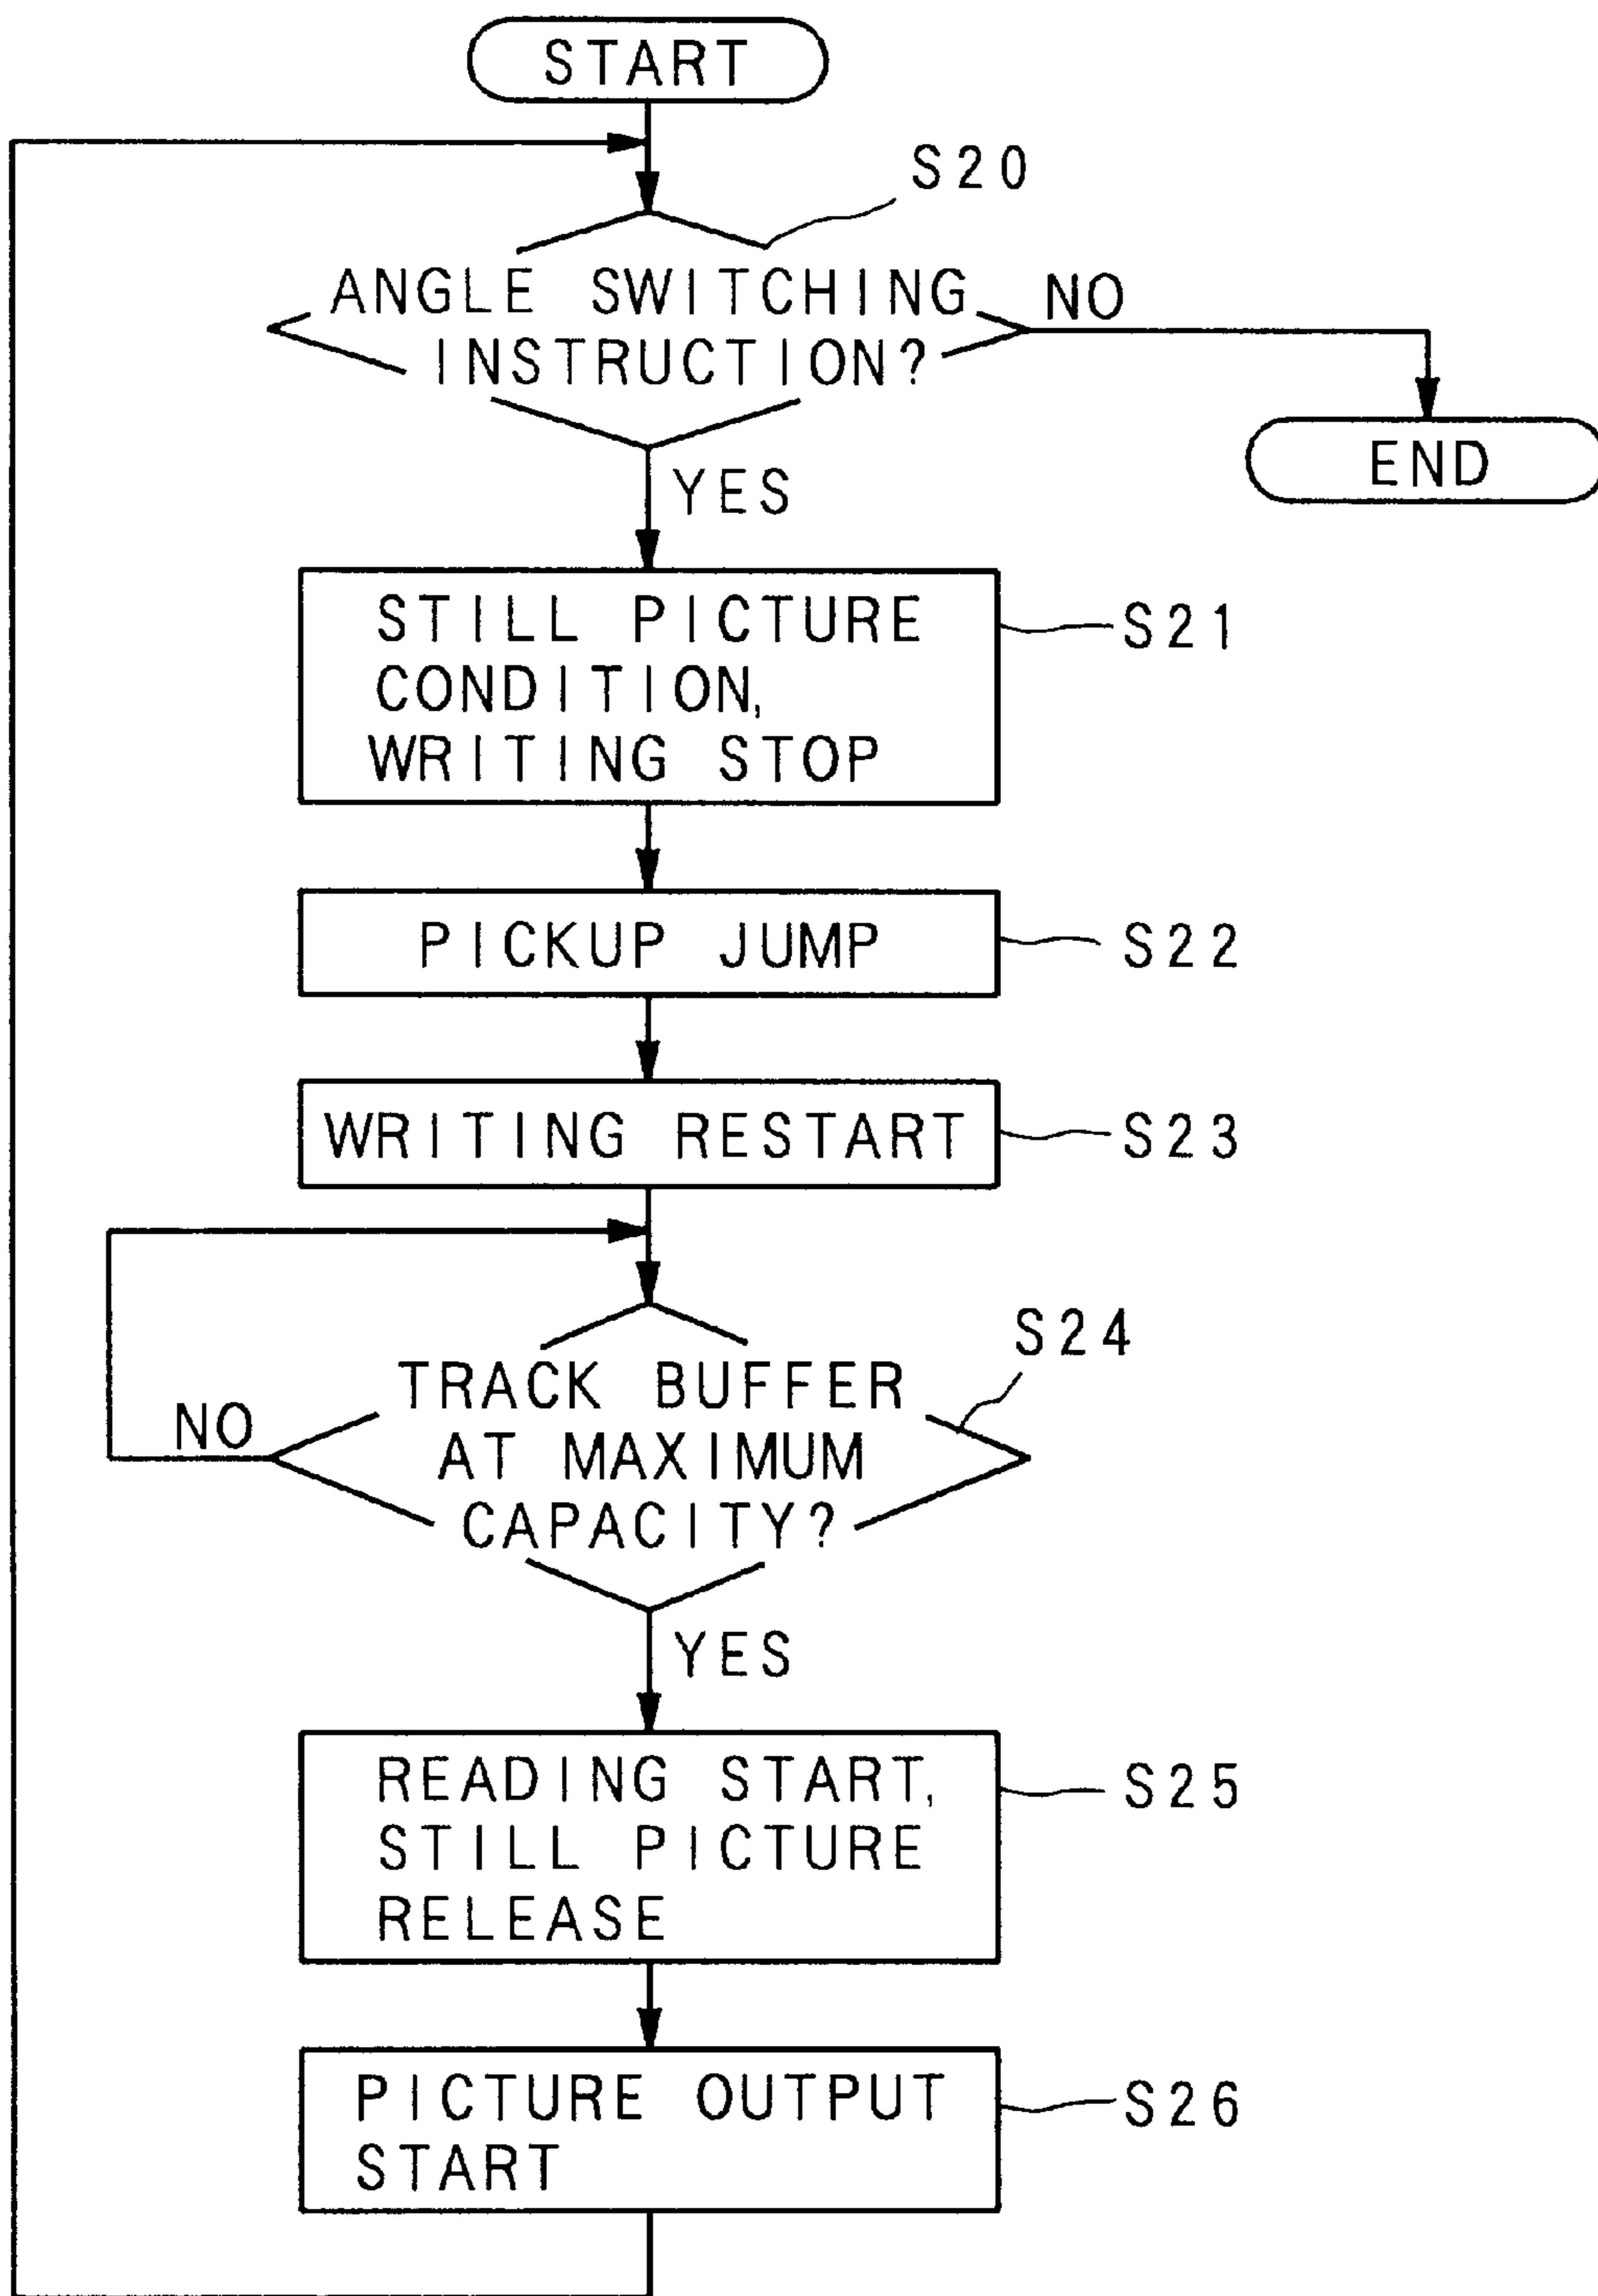 START
S20
ANGLE SWITCHING
INSTRUCTION?
NO
END
YES
STILL PICTURE
CONDITION,
WRITING STOP
S21
PICKUP JUMP
S22
WRITING RESTART
S23
S24
TRACK BUFFER
AT MAXIMUM
CAPACITY?
NO
YES
READING START,
STILL PICTURE
RELEASE
S25
PICTURE OUTPUT
START
S26